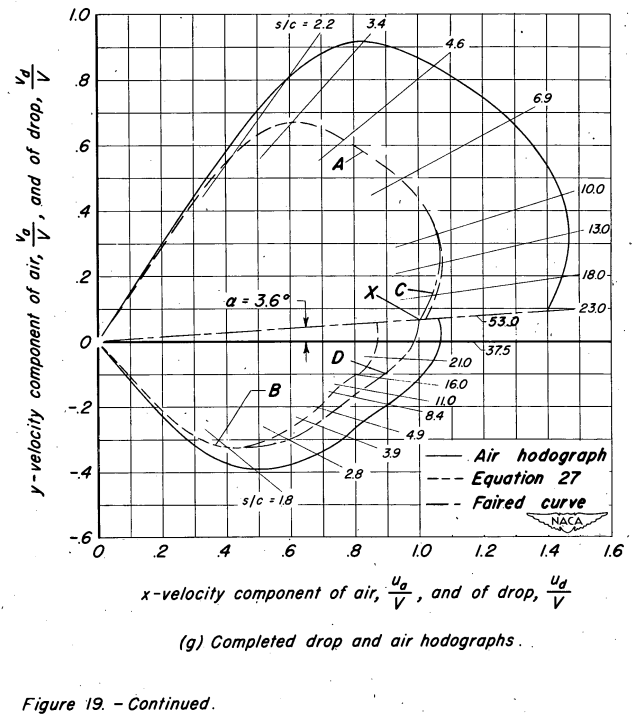 s/c = 2.2
3.4
4.6
6.9
10.0
13.0
18.0
23.0
53.0
37.5
21.0
16.0
11.0
8.4
4.9
3.9
2.8
s/c = 1.8
A
B
C
D
X
α = 3.6°
1.0
.8
.6
.4
.2
0
-.2
-.4
-.6
y-velocity component of air, v_a/V, and of drop, v_d/V
Air hodograph
Equation 27
Faired curve
NACA
0 .2 .4 .6 .8 1.0 1.2 1.4 1.6
x-velocity component of air, u_a/V, and of drop, u_d/V
(g) Completed drop and air hodographs.
Figure 19. - Continued.